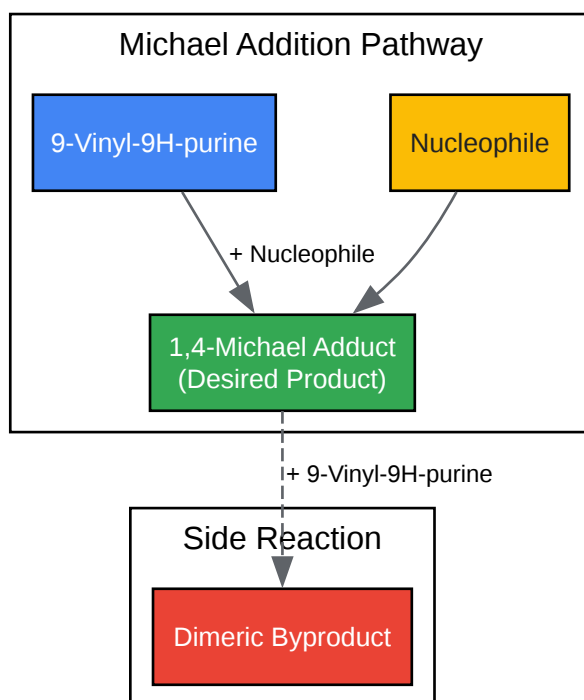 Michael Addition Pathway
9-Vinyl-9H-purine
Nucleophile
+ Nucleophile
1,4-Michael Adduct
(Desired Product)
+ 9-Vinyl-9H-purine
Side Reaction
Dimeric Byproduct